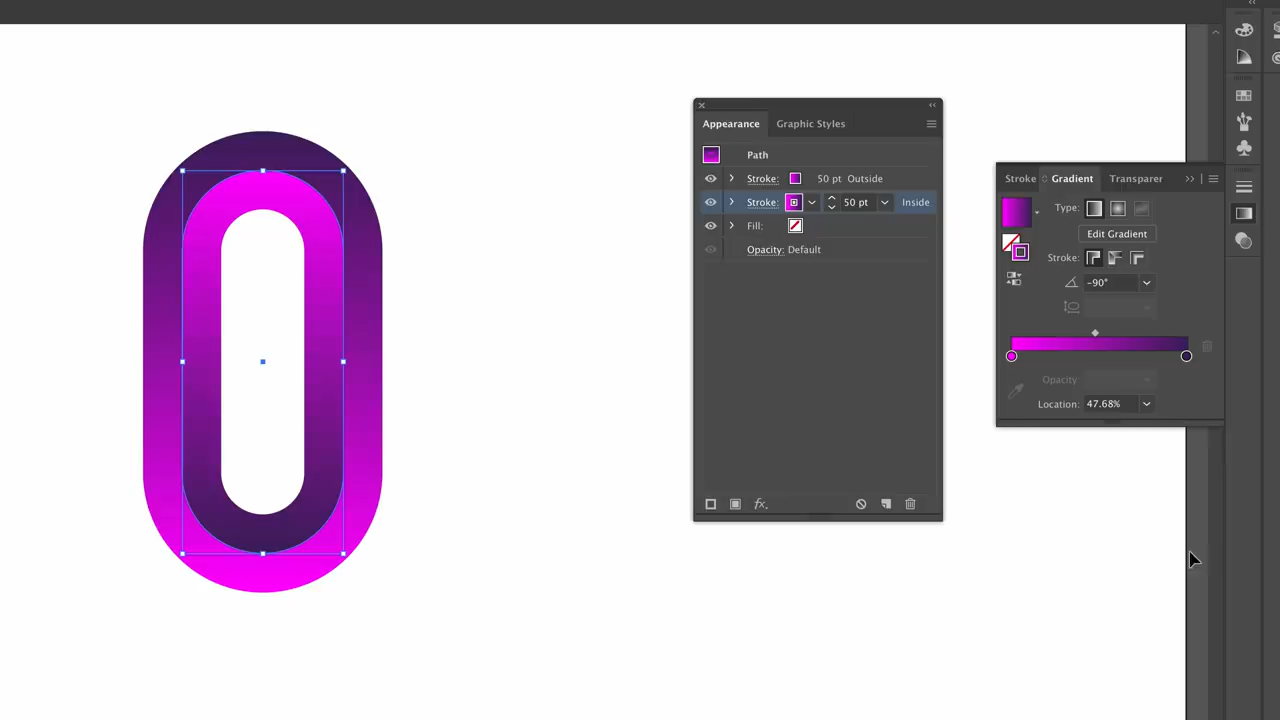 Appearance Graphic Styles
Path
Stroke: 50 pt Outside
Stroke: 50 pt Inside
Fill:
Opacity: Default
fx.
Stroke Gradient Transparer
Type:
Edit Gradient
Stroke:
-90°
Opacity
Location: 47.68%